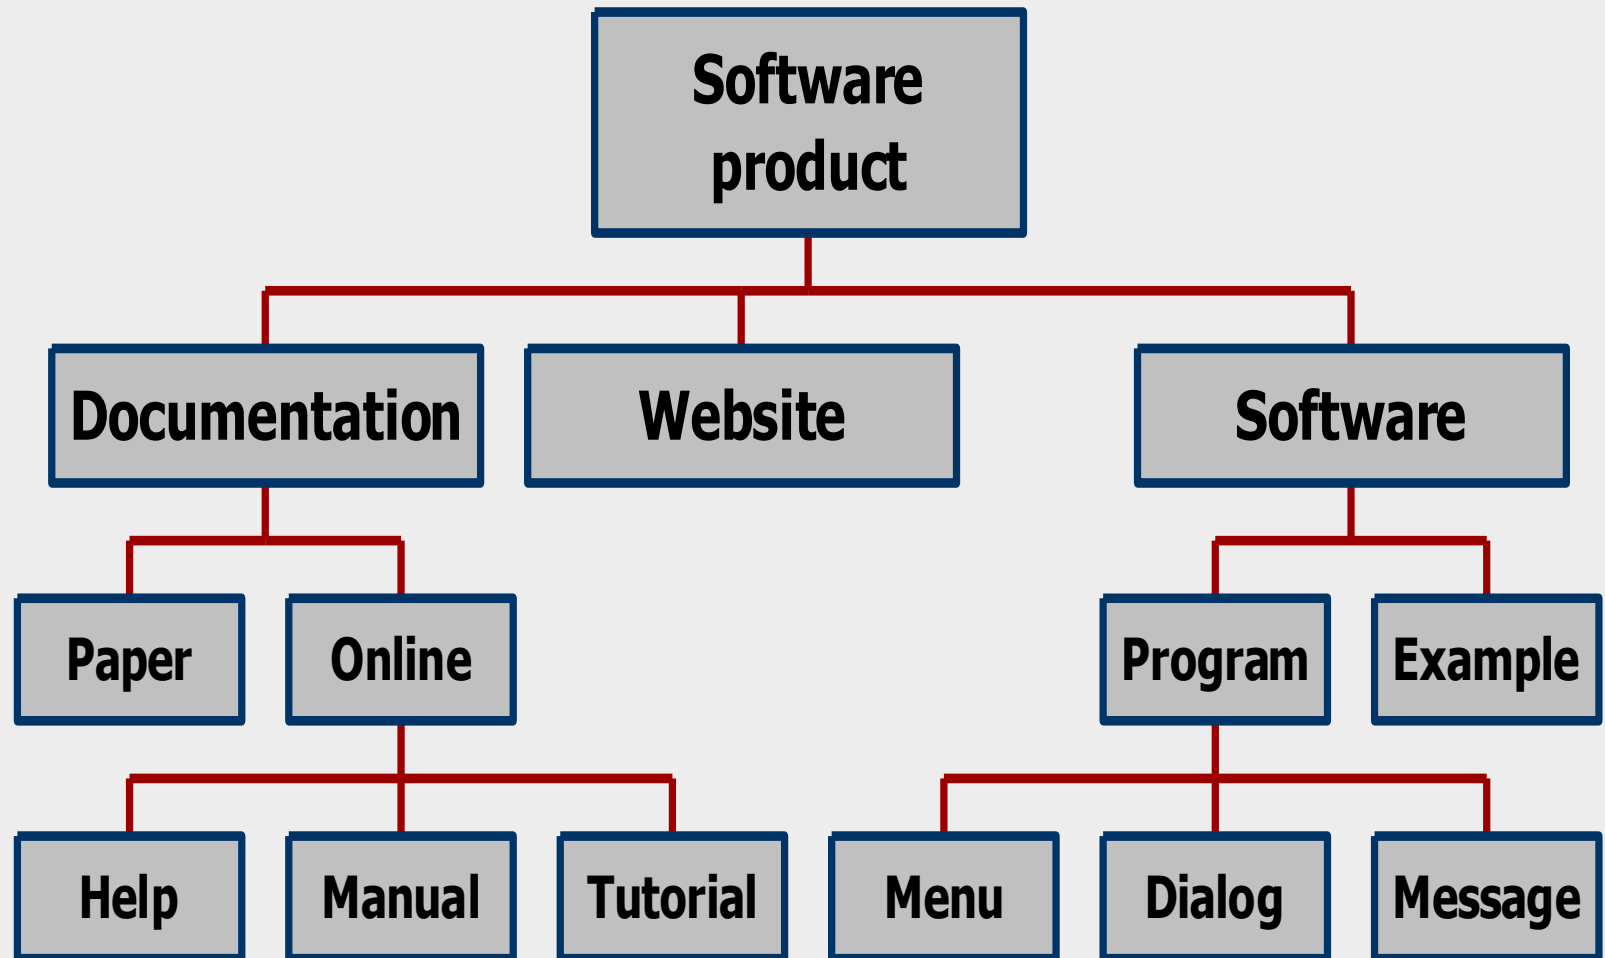 Software
product
Documentation
Website
Software
Paper
Online
Program
Example
Help
Manual
Tutorial
Menu
Dialog
Message